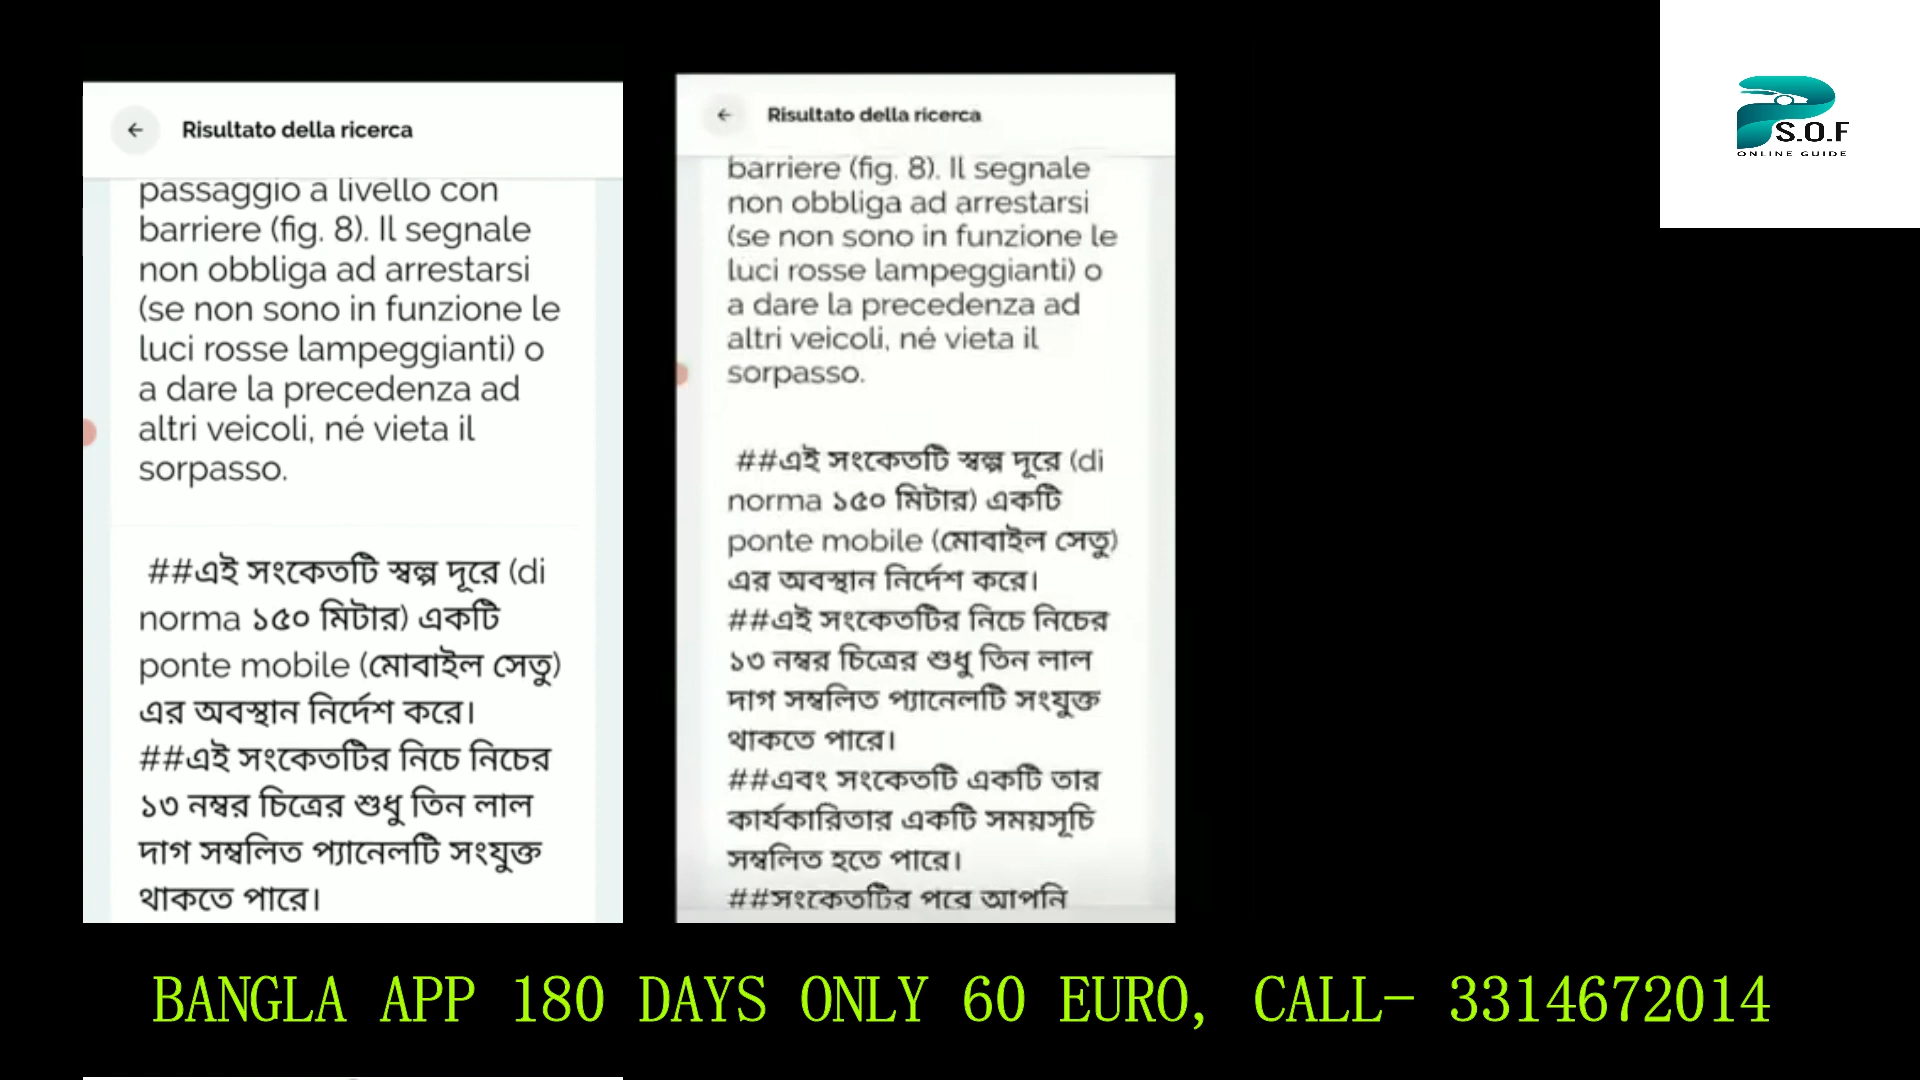 Risultato della ricerca
passaggio a livello con
barriere (fig. 8). Il segnale
non obbliga ad arrestarsi
(se non sono in funzione le
luci rosse lampeggianti) o
a dare la precedenza ad
altri veicoli, né vieta il
sorpasso.
##এই সংকেতটি স্বল্প দূরে (di
norma ১৫০ মিটার) একটি
ponte mobile (মোবাইল সেতু)
এর অবস্থান নির্দেশ করে।
##এই সংকেতটির নিচে নিচের
১৩ নম্বর চিত্রের শুধু তিন লাল
দাগ সম্বলিত প্যানেলটি সংযুক্ত
থাকতে পারে।
Risultato della ricerca
barriere (fig. 8). Il segnale
non obbliga ad arrestarsi
(se non sono in funzione le
luci rosse lampeggianti) o
a dare la precedenza ad
altri veicoli, né vieta il
sorpasso.
##এই সংকেতটি স্বল্প দূরে (di
norma ১৫০ মিটার) একটি
ponte mobile (মোবাইল সেতু)
এর অবস্থান নির্দেশ করে।
##এই সংকেতটির নিচে নিচের
১৩ নম্বর চিত্রের শুধু তিন লাল
দাগ সম্বলিত প্যানেলটি সংযুক্ত
থাকতে পারে।
##এবং সংকেতটি একটি তার
কার্যকারিতার একটি সময়সূচি
সম্বলিত হতে পারে।
##সংকেতটির পরে আপনি
S.O.F
ONLINE GUIDE
BANGLA APP 180 DAYS ONLY 60 EURO, CALL- 3314672014